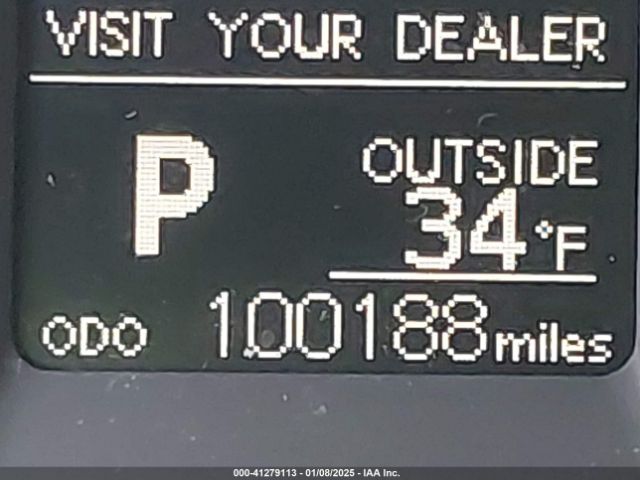 VISIT YOUR DEALER
P
OUTSIDE
34°F
ODO 100188 miles
000-41279113 - 01/08/2025 - IAA Inc.